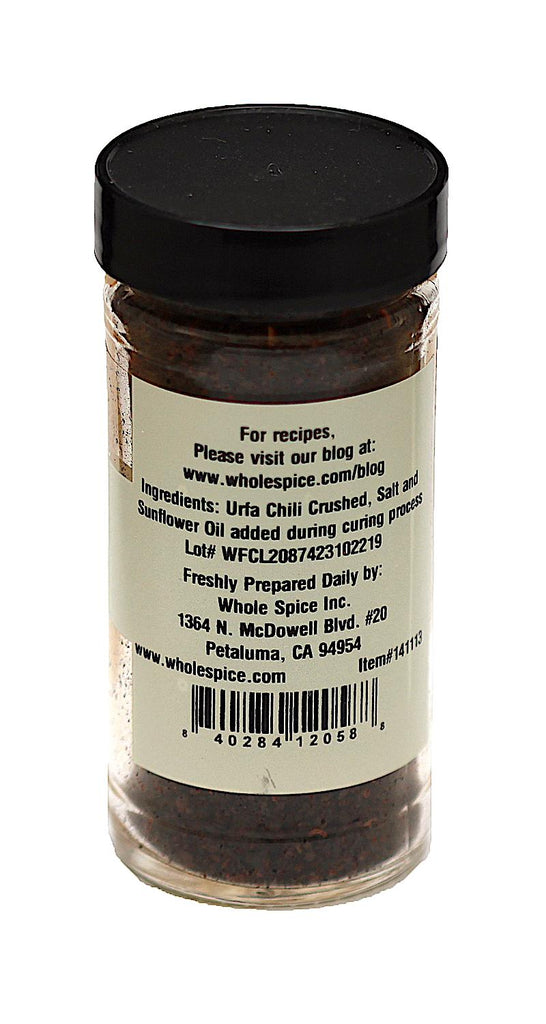 For recipes,
Please visit our blog at:
www.wholespice.com/blog
Ingredients: Urfa Chili Crushed, Salt and
Sunflower Oil added during curing process
Lot# WFCL2087423102219
Freshly Prepared Daily by:
Whole Spice Inc.
1364 N. McDowell Blvd. #20
Petaluma, CA 94954
www.wholespice.com Item#141113
8 40284 12058 8